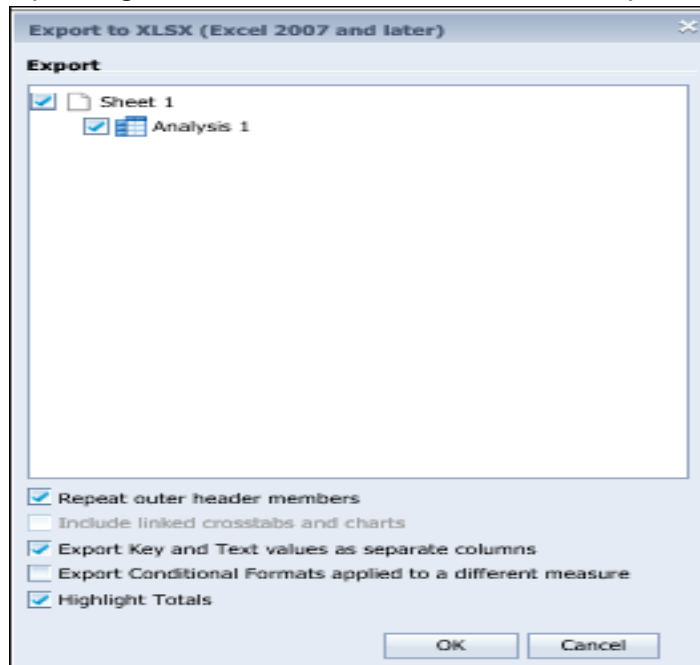 Export to XLSX (Excel 2007 and later)
Export
Sheet 1
Analysis 1
Repeat outer header members
Include linked crosstabs and charts
Export Key and Text values as separate columns
Export Conditional Formats applied to a different measure
Highlight Totals
OK Cancel